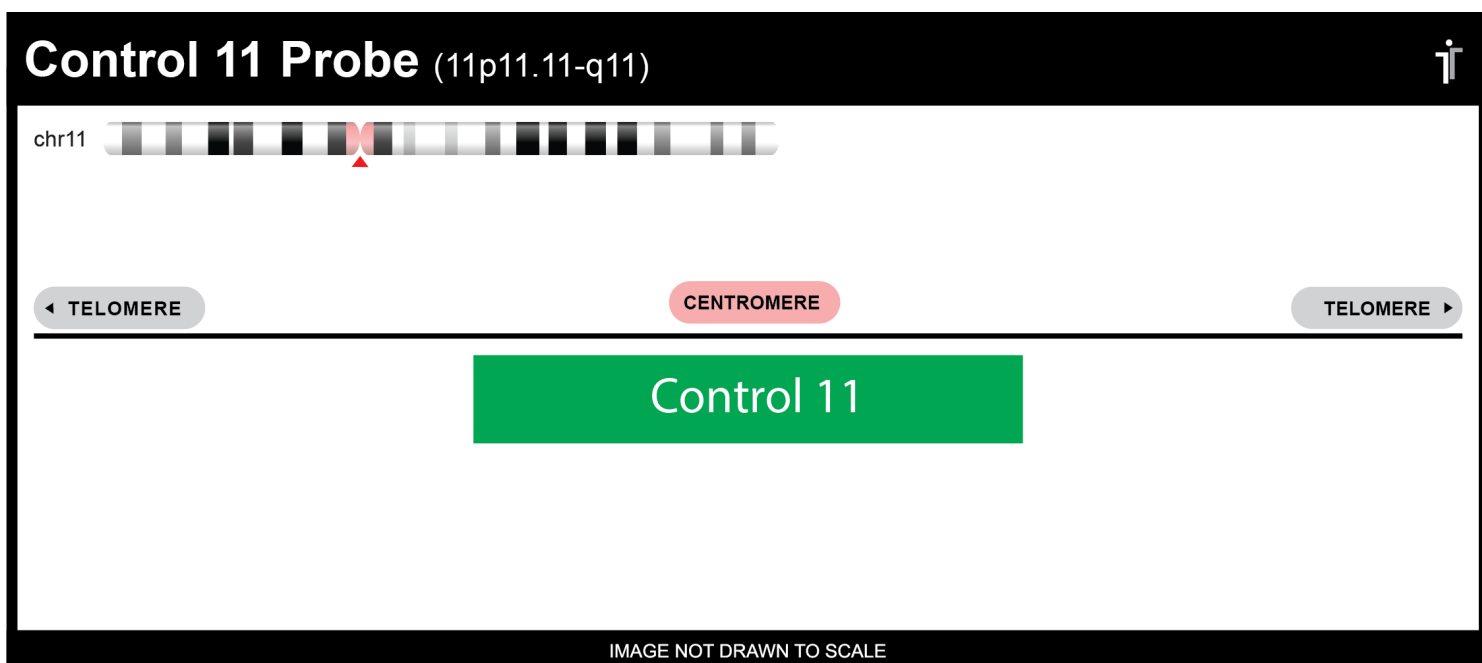 Control 11 Probe (11p11.11-q11)
chr11
TELOMERE
CENTROMERE
TELOMERE
Control 11
IMAGE NOT DRAWN TO SCALE